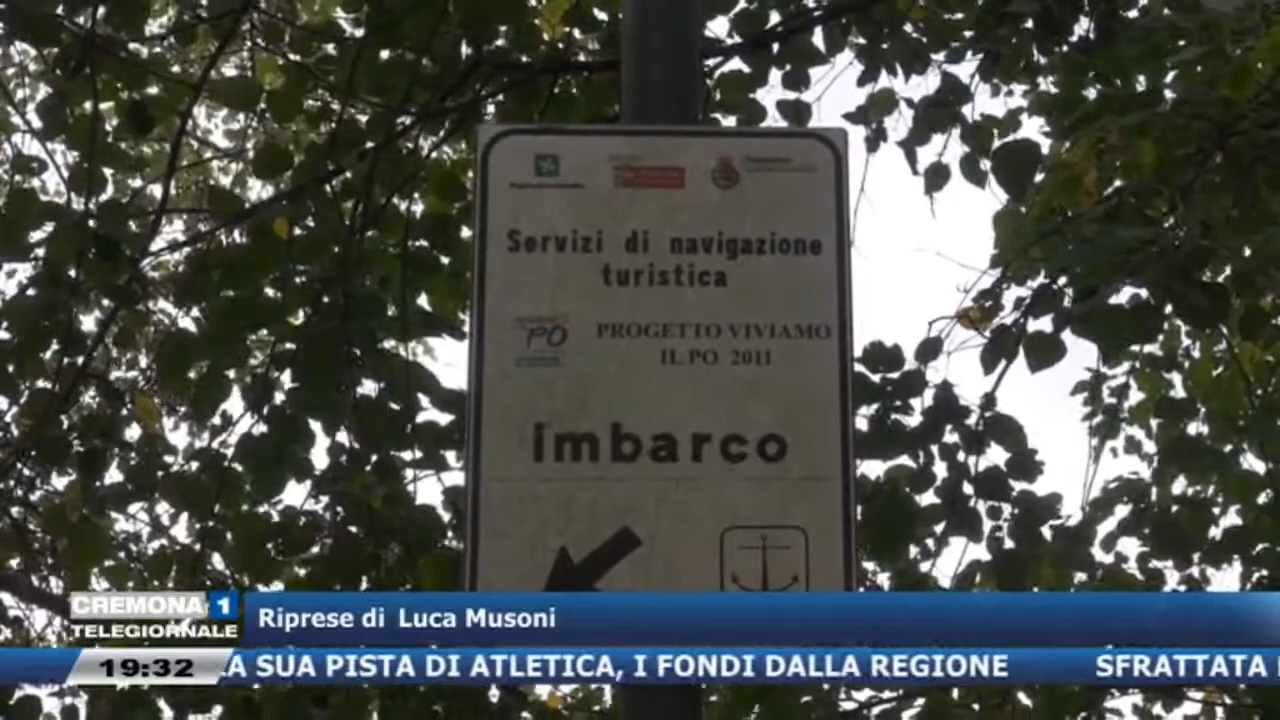 Servizi di navigazione
turistica
PO
PROGETTO VIVIAMO
IL PO 2011
imbarco
CREMONA 1
TELEGIORNALE
Riprese di Luca Musoni
19:32
A SUA PISTA DI ATLETICA, I FONDI DALLA REGIONE SFRATTATA